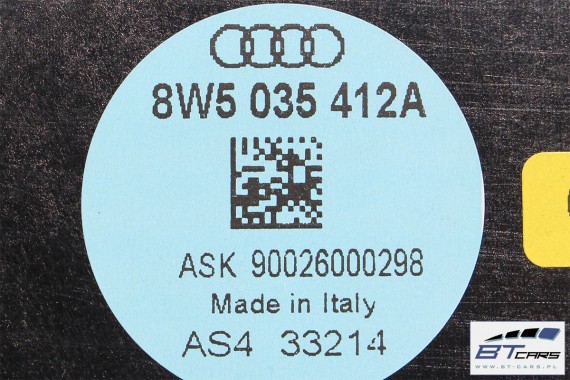 8W5 035 412A
ASK 90026000298
Made in Italy
AS4 33214
BTCARS
WWW.BT-CARS.PL